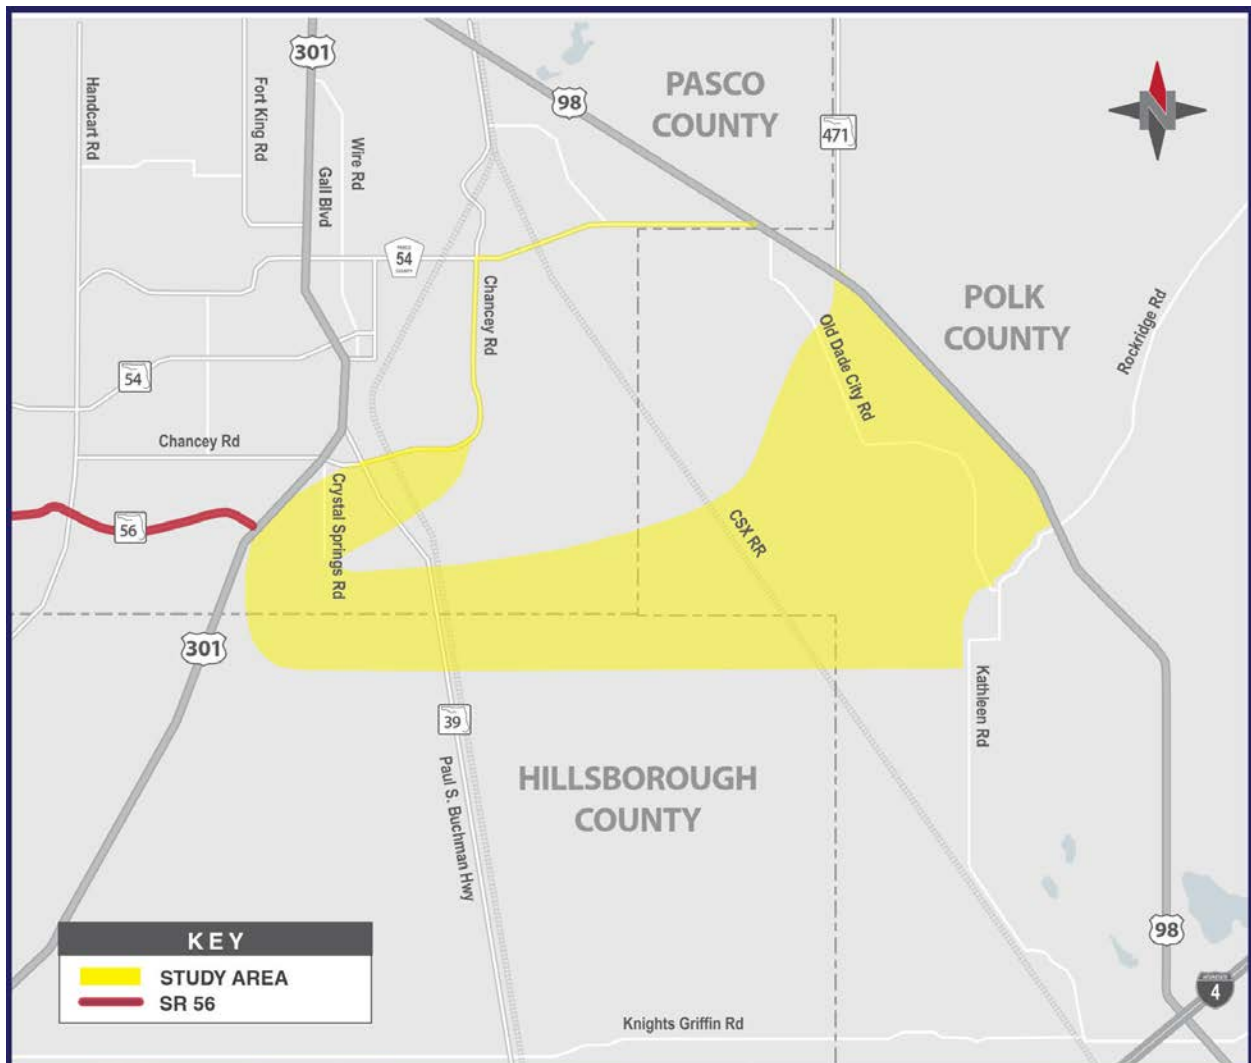 301
98
PASCO
COUNTY
471
Handcart Rd
Fort King Rd
Wire Rd
Gall Blvd
PASCO
54
COUNTY
Chancey Rd
POLK
COUNTY
Rockridge Rd
Old Dade City Rd
54
Chancey Rd
Crystal Springs Rd
56
CSX RR
301
Kathleen Rd
39
Paul S. Buchman Hwy
HILLSBOROUGH
COUNTY
KEY
STUDY AREA
SR 56
98
4
Knights Griffin Rd
N